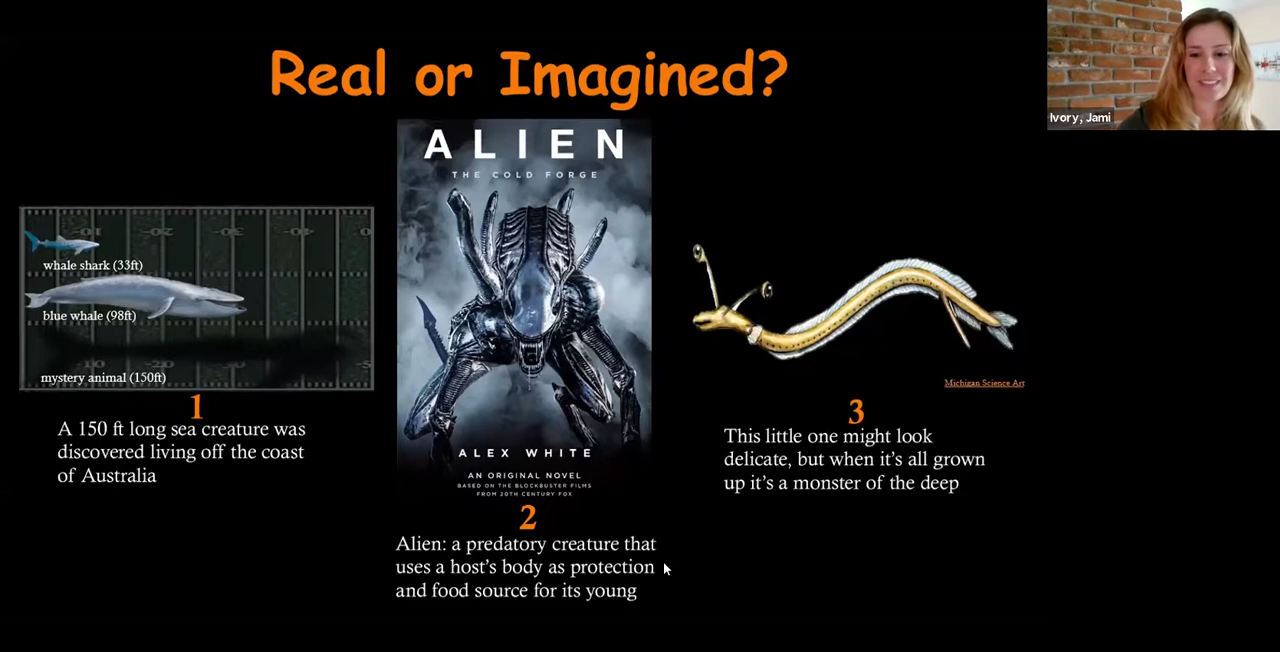 Real or Imagined?
Ivory, Jami
whale shark (33ft)
blue whale (98ft)
mystery animal (150ft)
1
A 150 ft long sea creature was
discovered living off the coast
of Australia
ALIEN
THE COLD FORGE
ALEX WHITE
AN ORIGINAL NOVEL
BASED ON THE BLOCKBUSTER FILMS
FROM 20TH CENTURY FOX
2
Alien: a predatory creature that
uses a host's body as protection
and food source for its young
Michigan Science Art
3
This little one might look
delicate, but when it's all grown
up it's a monster of the deep